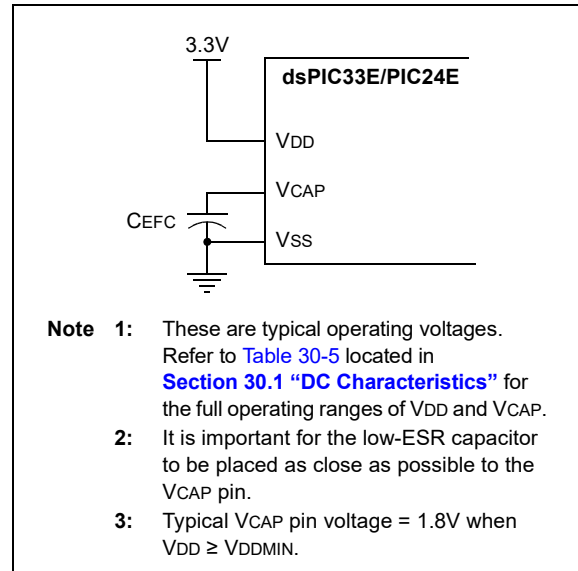 3.3V
dsPIC33E/PIC24E
VDD
VCAP
CEFC
VSS
Note 1: These are typical operating voltages.
Refer to Table 30-5 located in
Section 30.1 “DC Characteristics” for
the full operating ranges of VDD and VCAP.
2: It is important for the low-ESR capacitor
to be placed as close as possible to the
VCAP pin.
3: Typical VCAP pin voltage = 1.8V when
VDD ≥ VDDMIN.